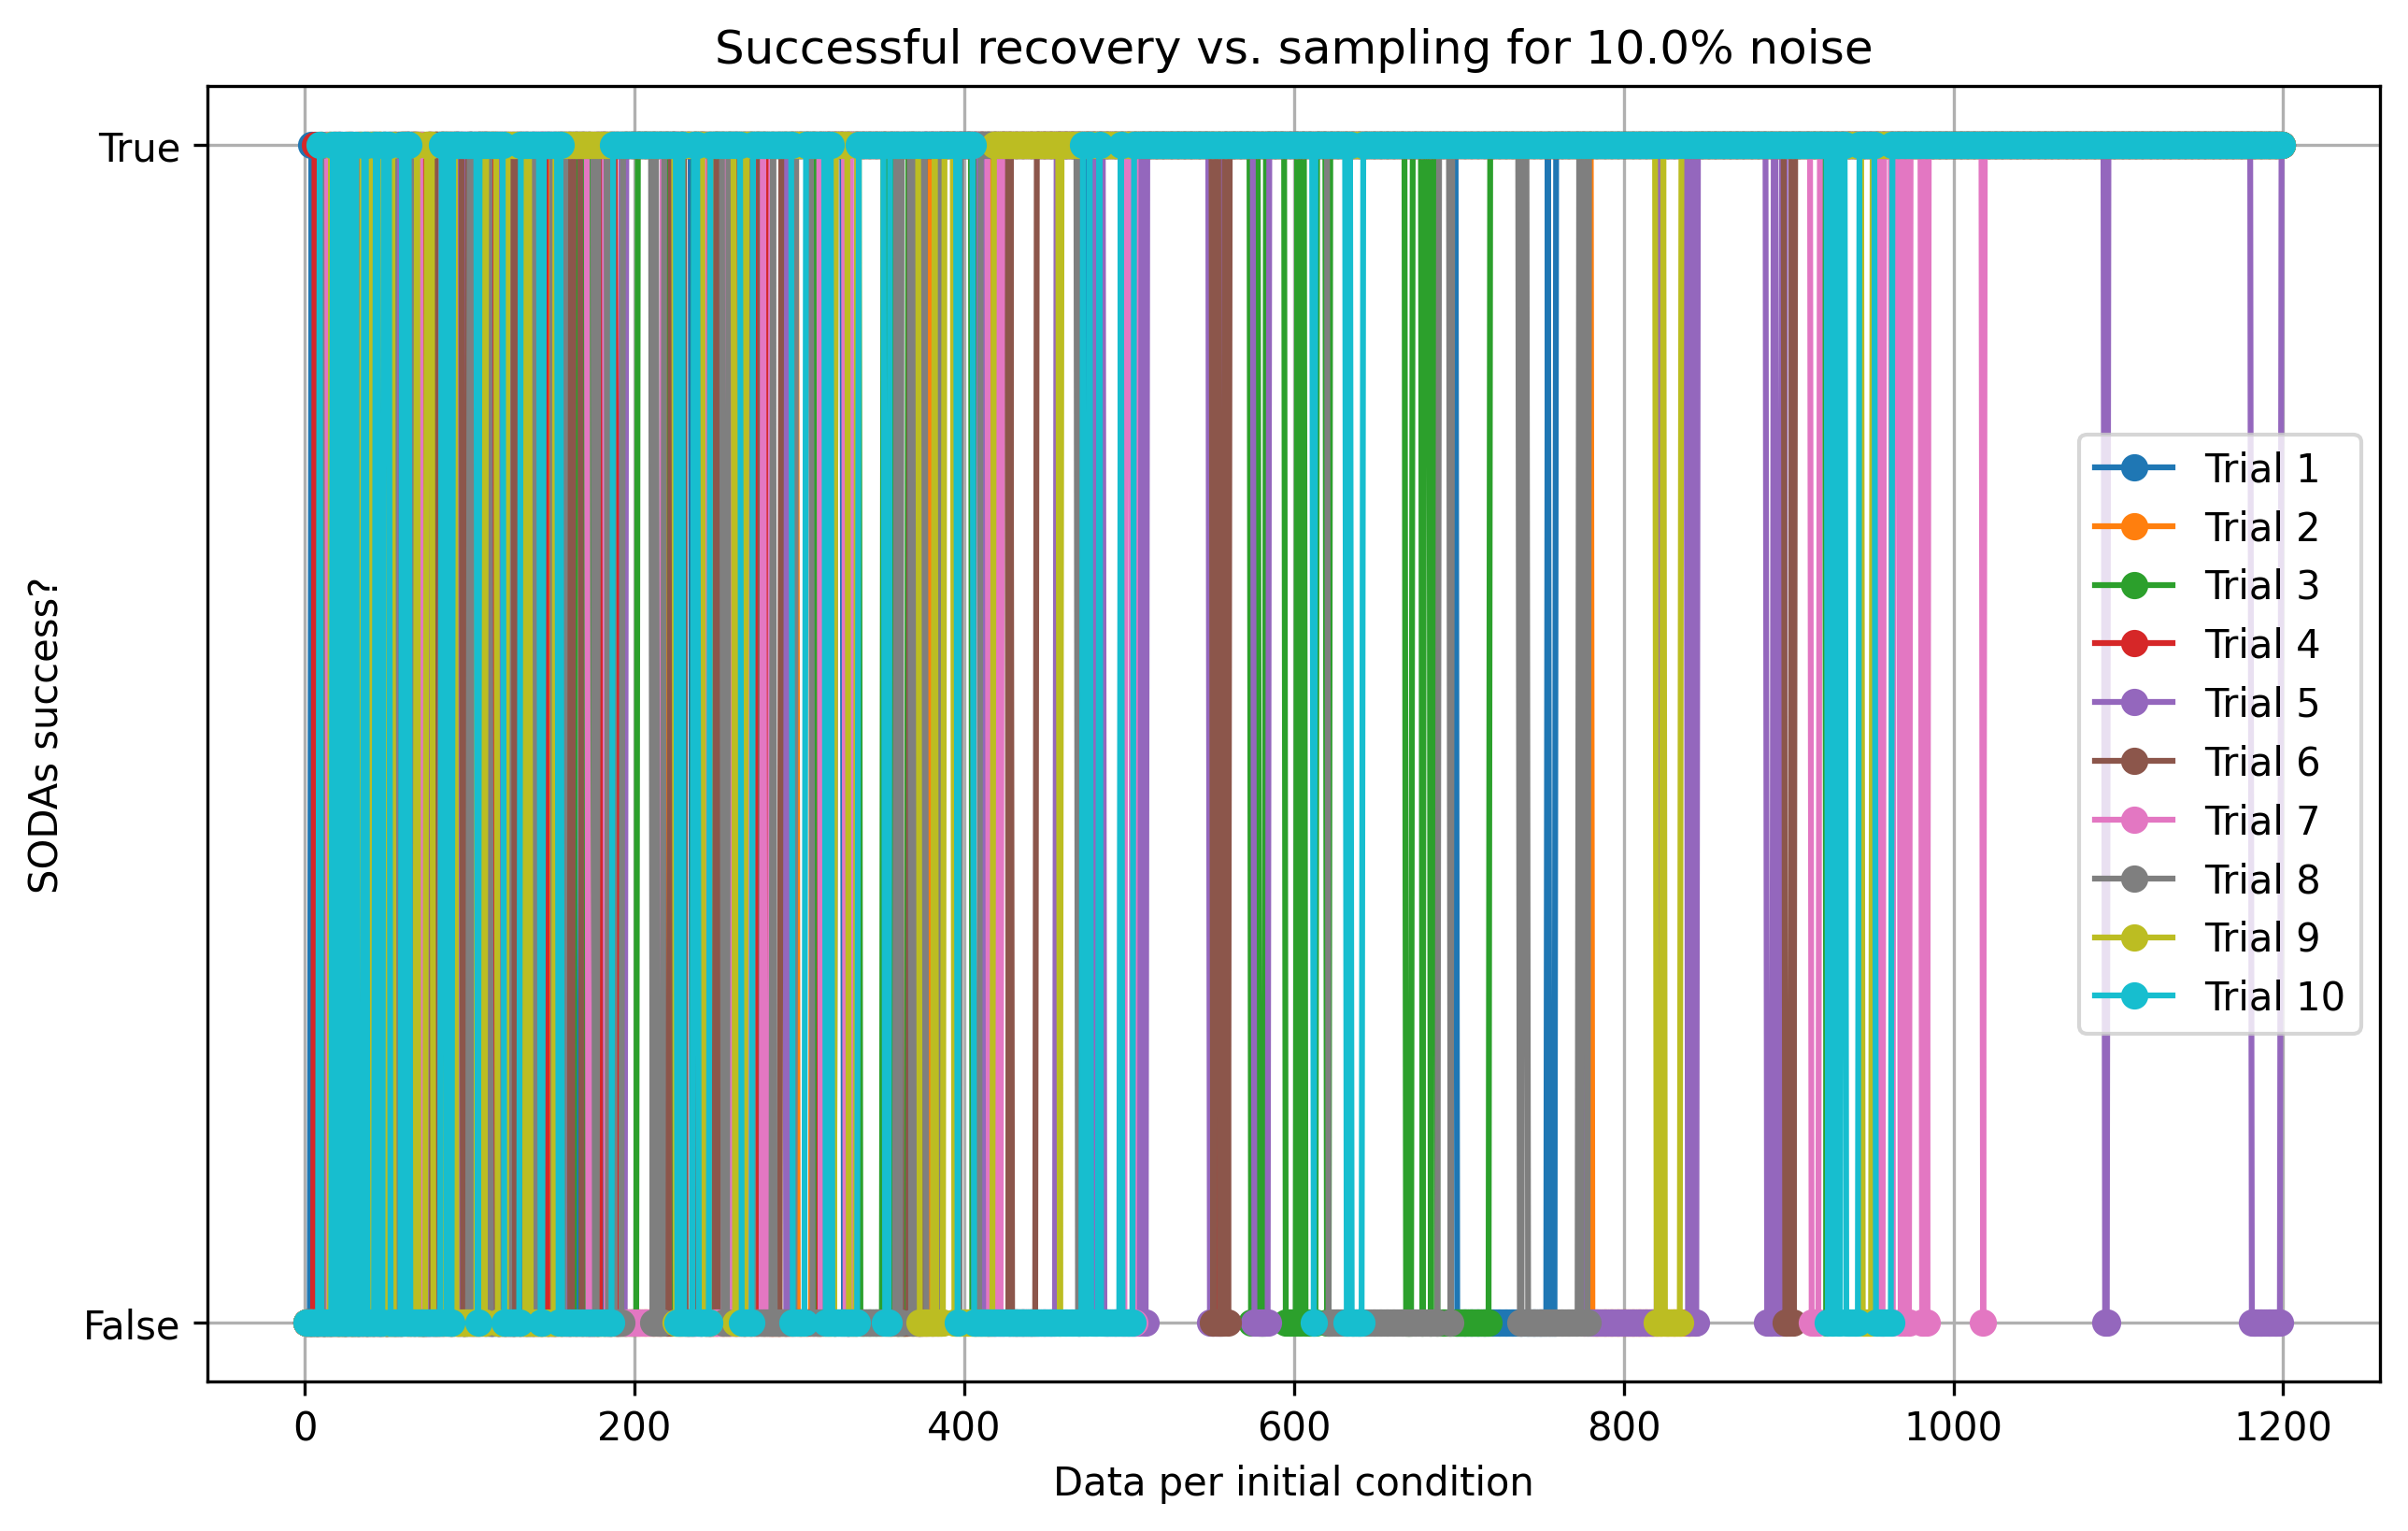 Successful recovery vs. sampling for 10.0% noise
True
False
SODAs success?
0 200 400 600 800 1000 1200
Data per initial condition
Trial 1
Trial 2
Trial 3
Trial 4
Trial 5
Trial 6
Trial 7
Trial 8
Trial 9
Trial 10